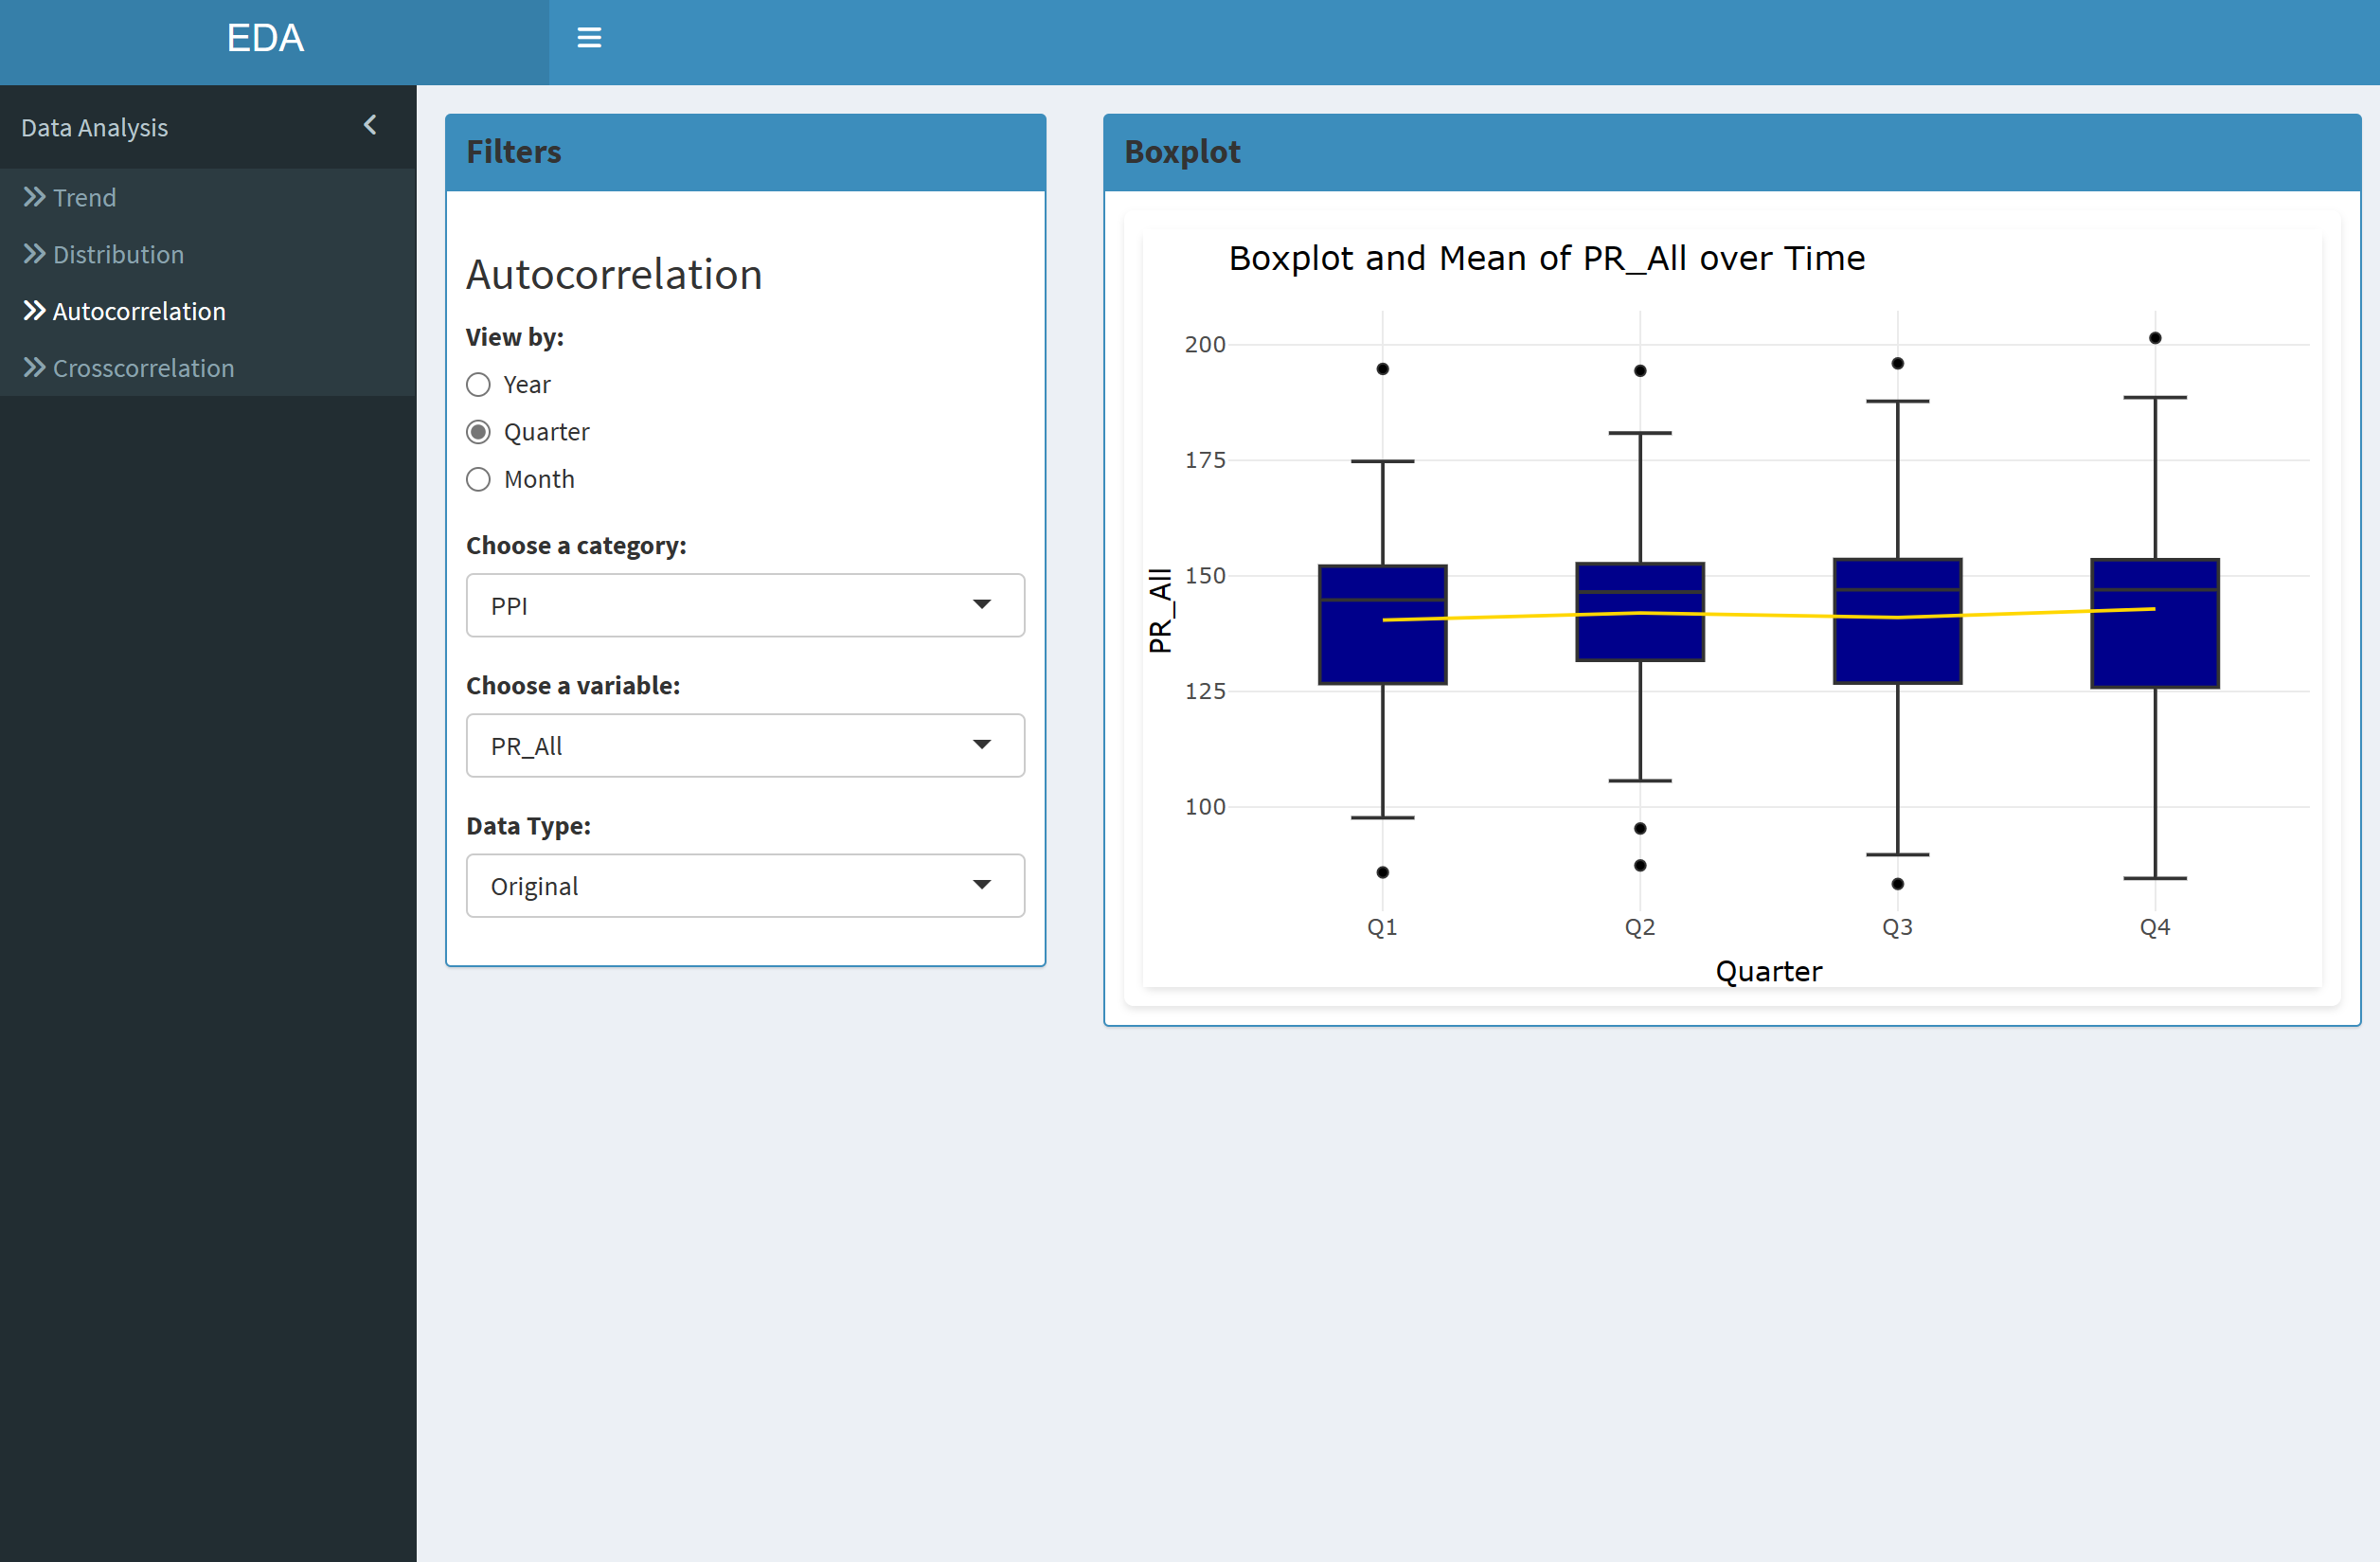 EDA
Data Analysis
Trend
Distribution
Autocorrelation
Crosscorrelation
Filters
Autocorrelation
View by:
Year
Quarter
Month
Choose a category:
PPI
Choose a variable:
PR_All
Data Type:
Original
Boxplot
Boxplot and Mean of PR_All over Time
PR_All
200
175
150
125
100
Q1 Q2 Q3 Q4
Quarter